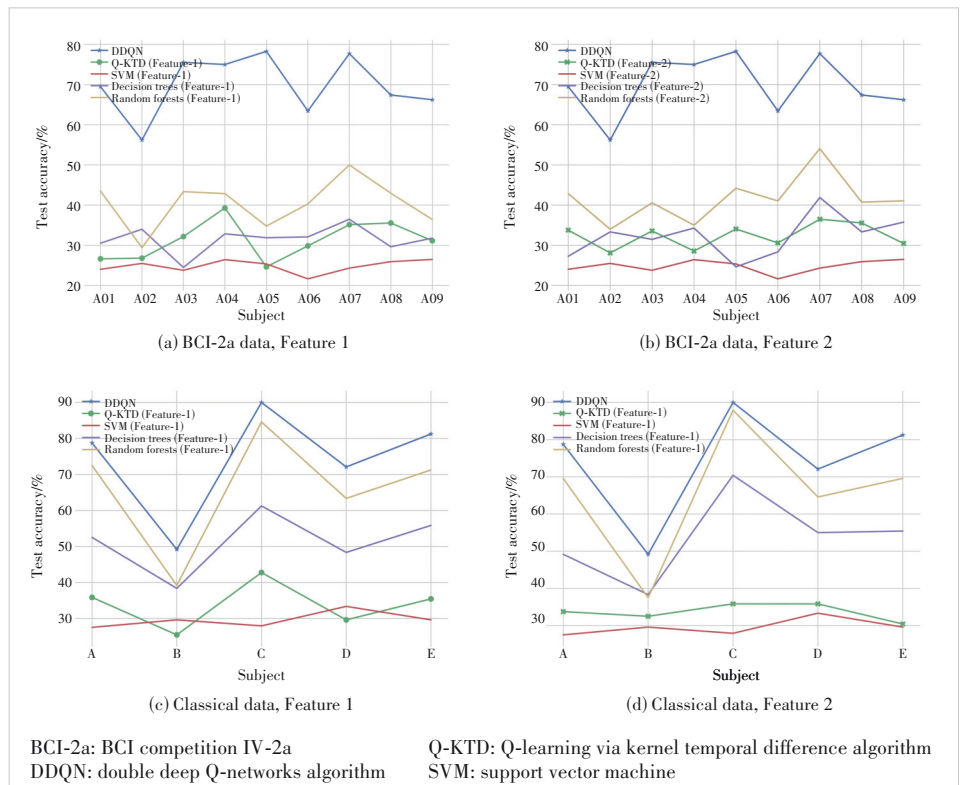 80
70
60
50
40
30
20
Test accuracy/%
DDQN
Q-KTD (Feature-1)
SVM (Feature-1)
Decision trees (Feature-1)
Random forests (Feature-1)
A01 A02 A03 A04 A05 A06 A07 A08 A09
Subject
(a) BCI-2a data, Feature 1
80
70
60
50
40
30
20
Test accuracy/%
DDQN
Q-KTD (Feature-2)
SVM (Feature-2)
Decision trees (Feature-2)
Random forests (Feature-2)
A01 A02 A03 A04 A05 A06 A07 A08 A09
Subject
(b) BCI-2a data, Feature 2
90
80
70
60
50
40
30
Test accuracy/%
DDQN
Q-KTD (Feature-1)
SVM (Feature-1)
Decision trees (Feature-1)
Random forests (Feature-1)
A B C D E
Subject
(c) Classical data, Feature 1
90
80
70
60
50
40
30
Test accuracy/%
DDQN
Q-KTD (Feature-1)
SVM (Feature-1)
Decision trees (Feature-1)
Random forests (Feature-1)
A B C D E
Subject
(d) Classical data, Feature 2
BCI-2a: BCI competition IV-2a Q-KTD: Q-learning via kernel temporal difference algorithm
DDQN: double deep Q-networks algorithm SVM: support vector machine